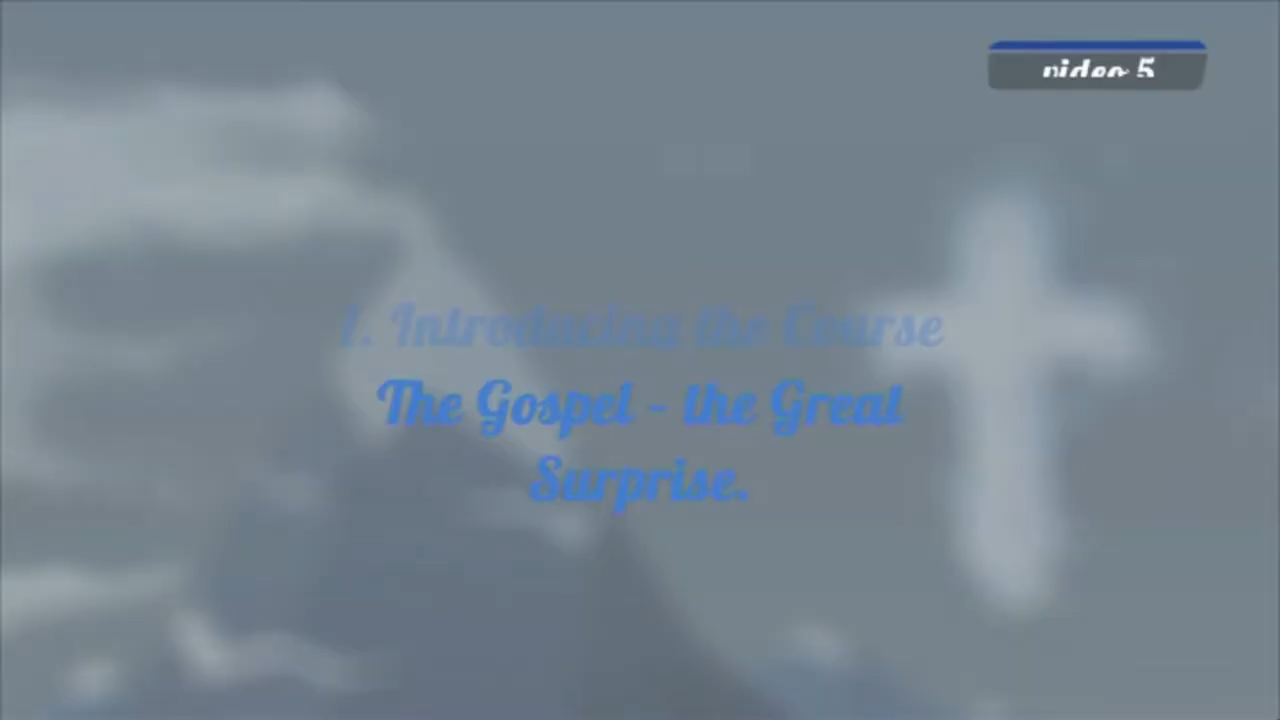 video 5
1. Introducing the Course
The Gospel - the Great
Surprise.